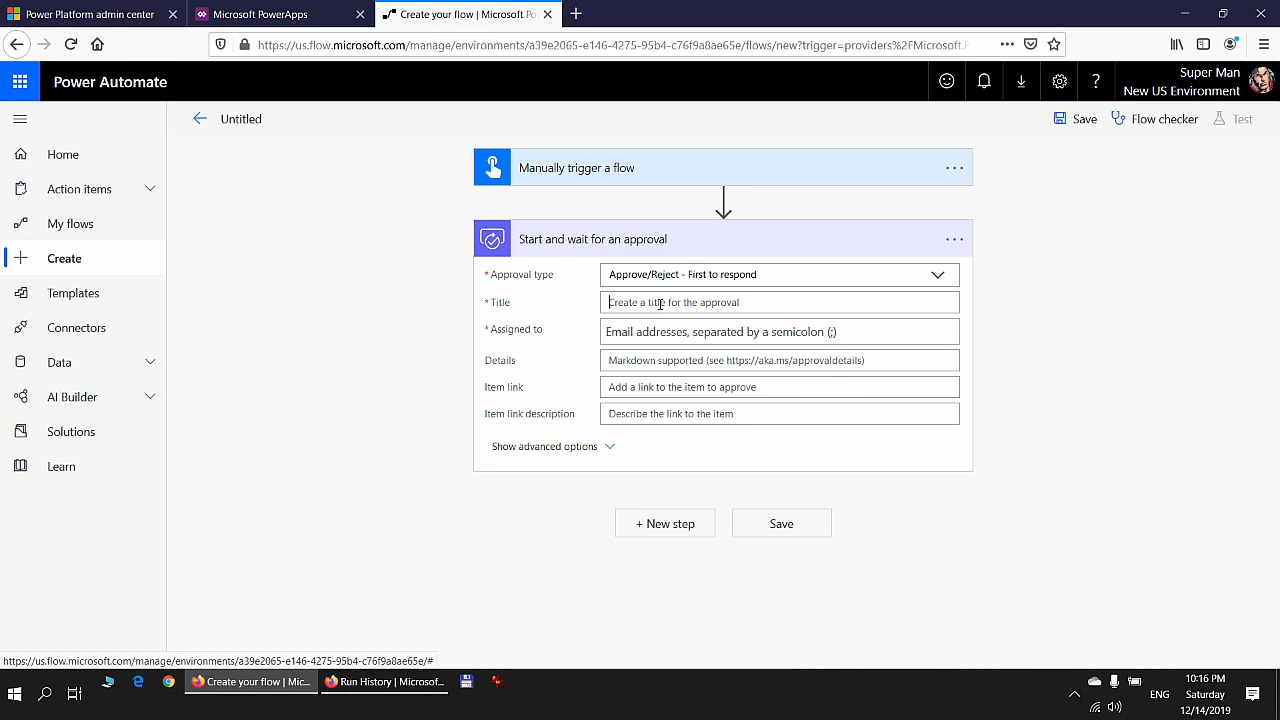 Power Platform admin center
Microsoft PowerApps
Create your flow | Microsoft Po
https://us.flow.microsoft.com/manage/environments/a39e2065-e146-4275-95b4-c76f9a8ae65e/flows/new?trigger=providers%2FMicrosoft.P
Power Automate
Super Man
New US Environment
Untitled
Save
Flow checker
Test
Home
Action items
My flows
Create
Templates
Connectors
Data
AI Builder
Solutions
Learn
Manually trigger a flow
Start and wait for an approval
* Approval type
Approve/Reject - First to respond
* Title
Create a title for the approval
* Assigned to
Email addresses, separated by a semicolon (;)
Details
Markdown supported (see https://aka.ms/approvaldetails)
Item link
Add a link to the item to approve
Item link description
Describe the link to the item
Show advanced options
+ New step
Save
https://us.flow.microsoft.com/manage/environments/a39e2065-e146-4275-95b4-c76f9a8ae65e/#
Create your flow | Mic...
Run History | Microsof...
ENG
10:16 PM
Saturday
12/14/2019